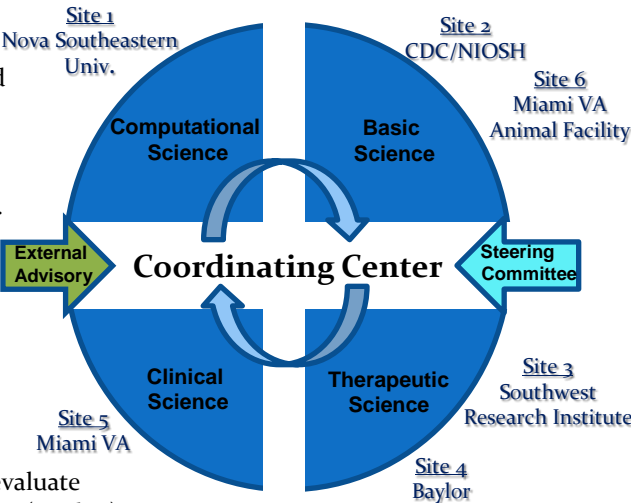 Site 1
Nova Southeastern
Univ.
Site 2
CDC/NIOSH
Site 6
Miami VA
Animal Facility
d
Computational
Science
Basic
Science
.
External
Advisory
Coordinating Center
Steering
Committee
Clinical
Science
Therapeutic
Science
Site 3
Southwest
Research Institute
Site 5
Miami VA
Site 4
Baylor
evaluate